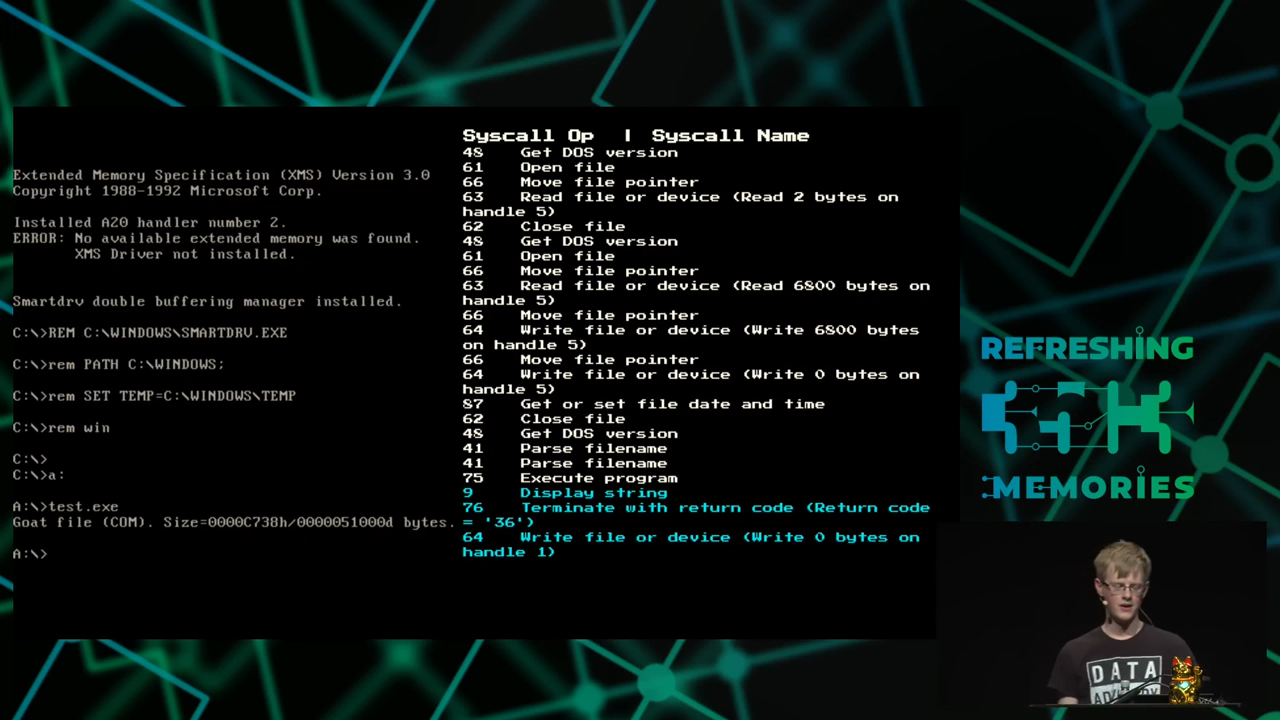 Extended Memory Specification (XMS) Version 3.0
Copyright 1988-1992 Microsoft Corp.
Installed A20 handler number 2.
ERROR: No available extended memory was found.
XMS Driver not installed.
Smartdrv double buffering manager installed.
C:\>REM C:\WINDOWS\SMARTDRV.EXE
C:\>rem PATH C:\WINDOWS;
C:\>rem SET TEMP=C:\WINDOWS\TEMP
C:\>rem win
C:\>
C:\>a:
A:\>test.exe
Goat file (COM). Size=0000C738h/0000051000d bytes.
A:\>
Syscall Op | Syscall Name
48 Get DOS version
61 Open file
66 Move file pointer
63 Read file or device (Read 2 bytes on
handle 5)
62 Close file
48 Get DOS version
61 Open file
66 Move file pointer
63 Read file or device (Read 6800 bytes on
handle 5)
66 Move file pointer
64 Write file or device (Write 6800 bytes
on handle 5)
66 Move file pointer
64 Write file or device (Write 0 bytes on
handle 5)
87 Get or set file date and time
62 Close file
48 Get DOS version
41 Parse filename
41 Parse filename
75 Execute program
9 Display string
76 Terminate with return code (Return code
= '36')
64 Write file or device (Write 0 bytes on
handle 1)
REFRESHING
35C3
MEMORIES
DATA